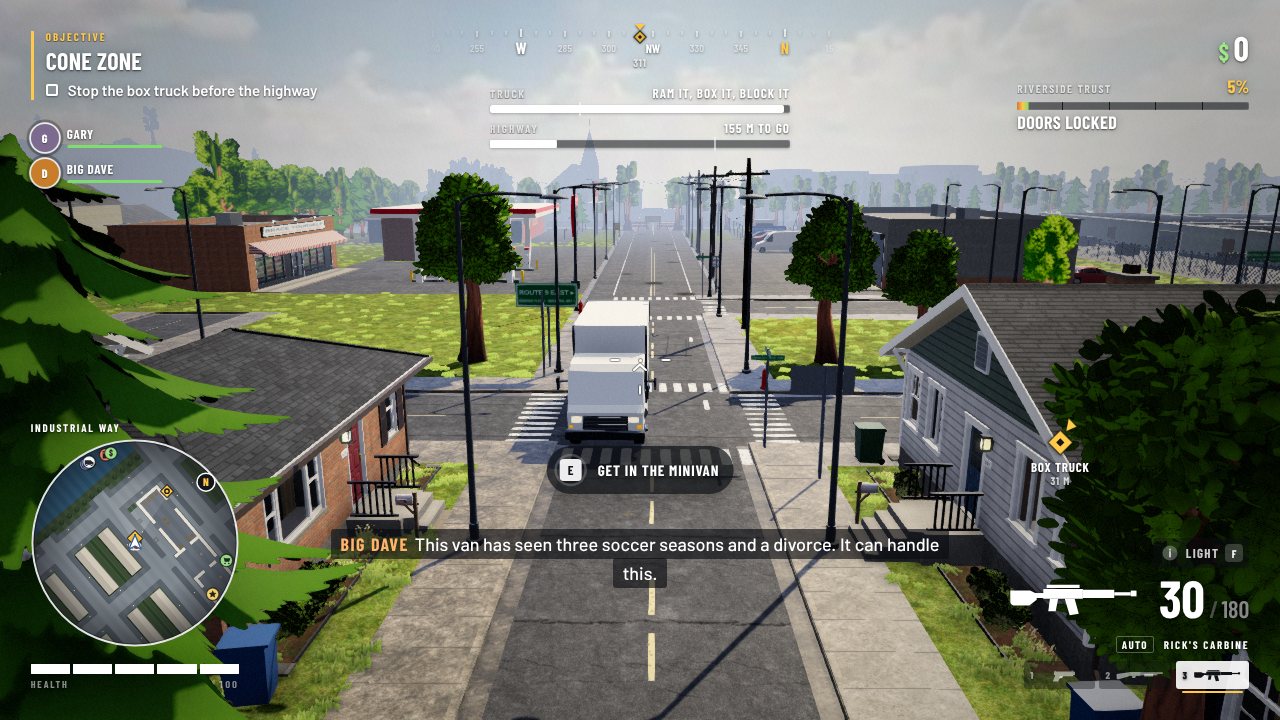 OBJECTIVE
CONE ZONE
Stop the box truck before the highway
G GARY
D BIG DAVE
255 W 285 300 NW 330 345 N 15
311
TRUCK RAM IT, BOX IT, BLOCK IT
HIGHWAY 155 M TO GO
$0
RIVERSIDE TRUST 5%
DOORS LOCKED
ROUTE 9 EAST
E GET IN THE MINIVAN
BOX TRUCK
31 M
BIG DAVE This van has seen three soccer seasons and a divorce. It can handle
this.
INDUSTRIAL WAY
N
$
HEALTH 100
LIGHT F
30 / 180
AUTO RICK'S CARBINE
1 2 3